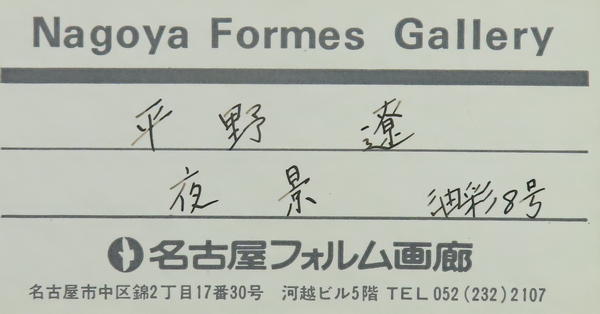 Nagoya Formes Gallery
平野 遼
夜景 油彩8号
名古屋フォルム画廊
名古屋市中区錦2丁目17番30号 河越ビル5階 TEL 052(232)2107